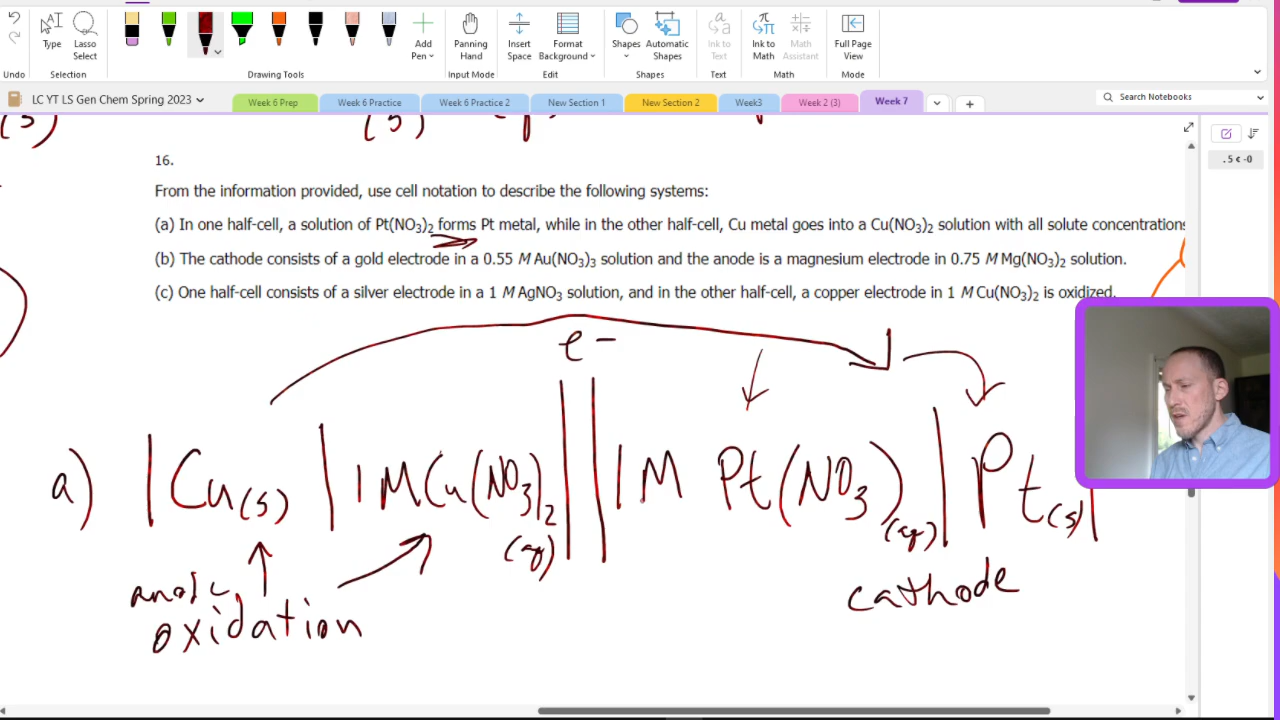 Undo
Type
Lasso Select
Selection
Drawing Tools
Add Pen
Panning Hand
Input Mode
Insert Space
Format Background
Edit
Shapes
Automatic Shapes
Shapes
Ink to Text
Text
Ink to Math
Math Assistant
Math
Full Page View
Mode
LC YT LS Gen Chem Spring 2023
Week 6 Prep
Week 6 Practice
Week 6 Practice 2
New Section 1
New Section 2
Week3
Week 2 (3)
Week 7
Search Notebooks
(s) (s)
.5 ¢ -0
16.
From the information provided, use cell notation to describe the following systems:
(a) In one half-cell, a solution of Pt(NO₃)₂ forms Pt metal, while in the other half-cell, Cu metal goes into a Cu(NO₃)₂ solution with all solute concentrations
(b) The cathode consists of a gold electrode in a 0.55 M Au(NO₃)₃ solution and the anode is a magnesium electrode in 0.75 M Mg(NO₃)₂ solution.
(c) One half-cell consists of a silver electrode in a 1 M AgNO₃ solution, and in the other half-cell, a copper electrode in 1 M Cu(NO₃)₂ is oxidized.
e -
a) | Cu(s) | 1M Cu(NO₃)₂ (aq) || 1M Pt(NO₃) (aq) | Pt(s) |
anode cathode
oxidation